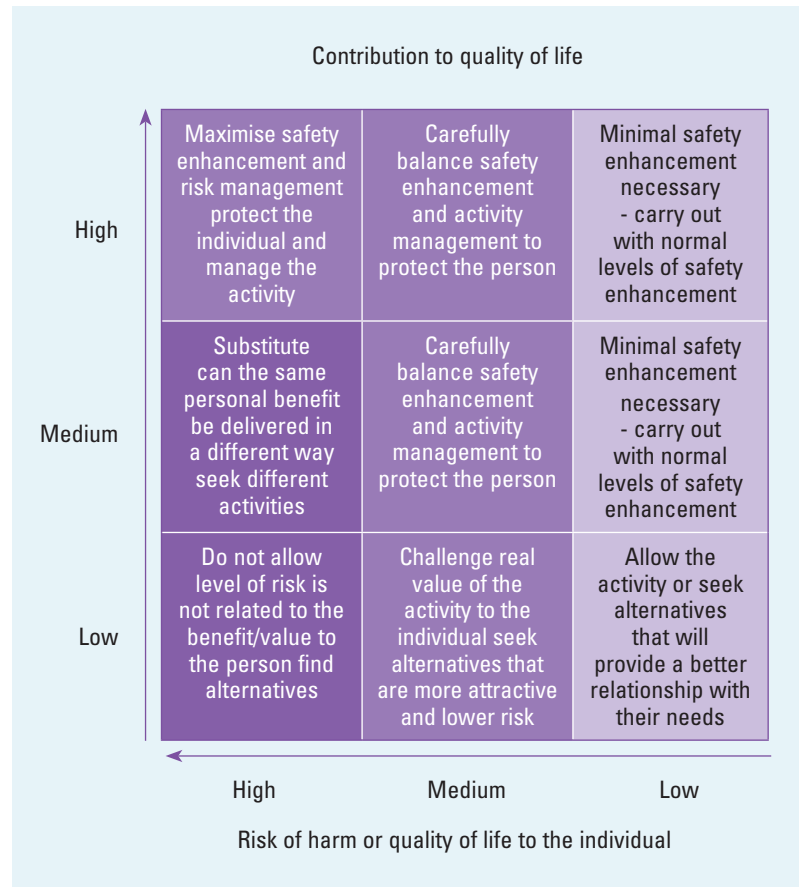 Contribution to quality of life
High
Maximise safety
enhancement and
risk management
protect the
individual and
manage the
activity
Carefully
balance safety
enhancement
and activity
management to
protect the person
Minimal safety
enhancement
necessary
- carry out
with normal
levels of safety
enhancement
Medium
Substitute
can the same
personal benefit
be delivered in
a different way
seek different
activities
Carefully
balance safety
enhancement
and activity
management to
protect the person
Minimal safety
enhancement
necessary
- carry out
with normal
levels of safety
enhancement
Low
Do not allow
level of risk is
not related to the
benefit/value to
the person find
alternatives
Challenge real
value of the
activity to the
individual seek
alternatives that
are more attractive
and lower risk
Allow the
activity or seek
alternatives
that will
provide a better
relationship with
their needs
High
Medium
Low
Risk of harm or quality of life to the individual